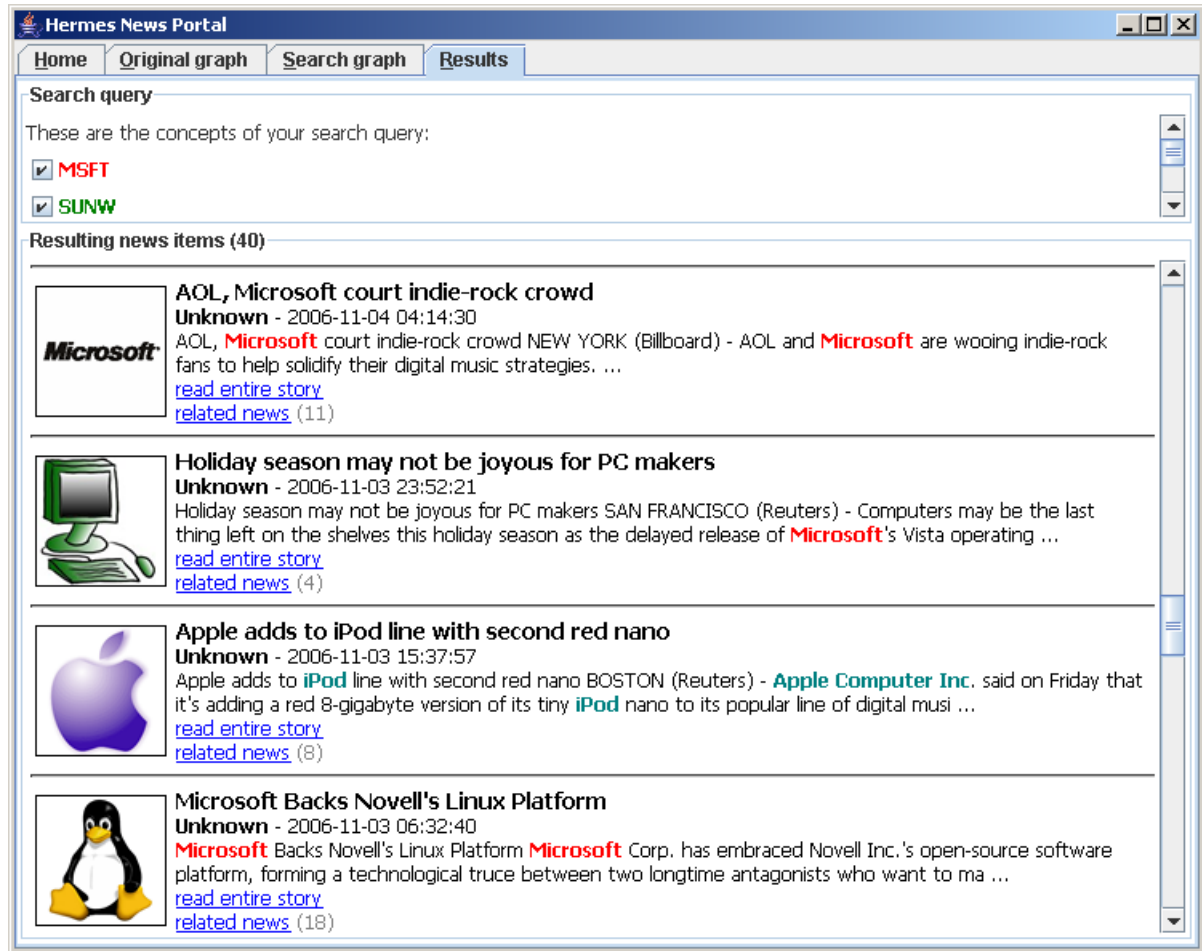 Hermes News Portal
Home Original graph Search graph Results
Search query
These are the concepts of your search query:
MSFT
SUNW
Resulting news items (40)
Microsoft
AOL, Microsoft court indie-rock crowd
Unknown - 2006-11-04 04:14:30
AOL, Microsoft court indie-rock crowd NEW YORK (Billboard) - AOL and Microsoft are wooing indie-rock
fans to help solidify their digital music strategies. ...
read entire story
related news (11)
Holiday season may not be joyous for PC makers
Unknown - 2006-11-03 23:52:21
Holiday season may not be joyous for PC makers SAN FRANCISCO (Reuters) - Computers may be the last
thing left on the shelves this holiday season as the delayed release of Microsoft's Vista operating ...
read entire story
related news (4)
Apple adds to iPod line with second red nano
Unknown - 2006-11-03 15:37:57
Apple adds to iPod line with second red nano BOSTON (Reuters) - Apple Computer Inc. said on Friday that
it's adding a red 8-gigabyte version of its tiny iPod nano to its popular line of digital musi ...
read entire story
related news (8)
Microsoft Backs Novell's Linux Platform
Unknown - 2006-11-03 06:32:40
Microsoft Backs Novell's Linux Platform Microsoft Corp. has embraced Novell Inc.'s open-source software
platform, forming a technological truce between two longtime antagonists who want to ma ...
read entire story
related news (18)